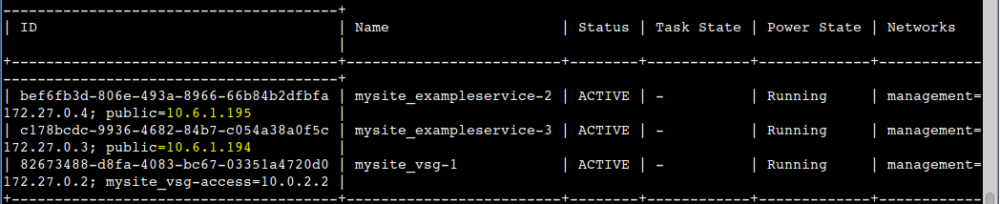 --------------------------------------+
| ID                                   | Name                    | Status | Task State | Power State | Networks
                                       |
+--------------------------------------+-------------------------+--------+------------+-------------+------------
---------------------------------------+
| bef6fb3d-806e-493a-8966-66b84b2dfbfa | mysite_exampleservice-2 | ACTIVE | -          | Running     | management=
172.27.0.4; public=10.6.1.195          |
| c178bcdc-9936-4682-84b7-c054a38a0f5c | mysite_exampleservice-3 | ACTIVE | -          | Running     | management=
172.27.0.3; public=10.6.1.194          |
| 82673488-d8fa-4083-bc67-03351a4720d0 | mysite_vsg-1            | ACTIVE | -          | Running     | management=
172.27.0.2; mysite_vsg-access=10.0.2.2 |
+--------------------------------------+-------------------------+--------+------------+-------------+------------